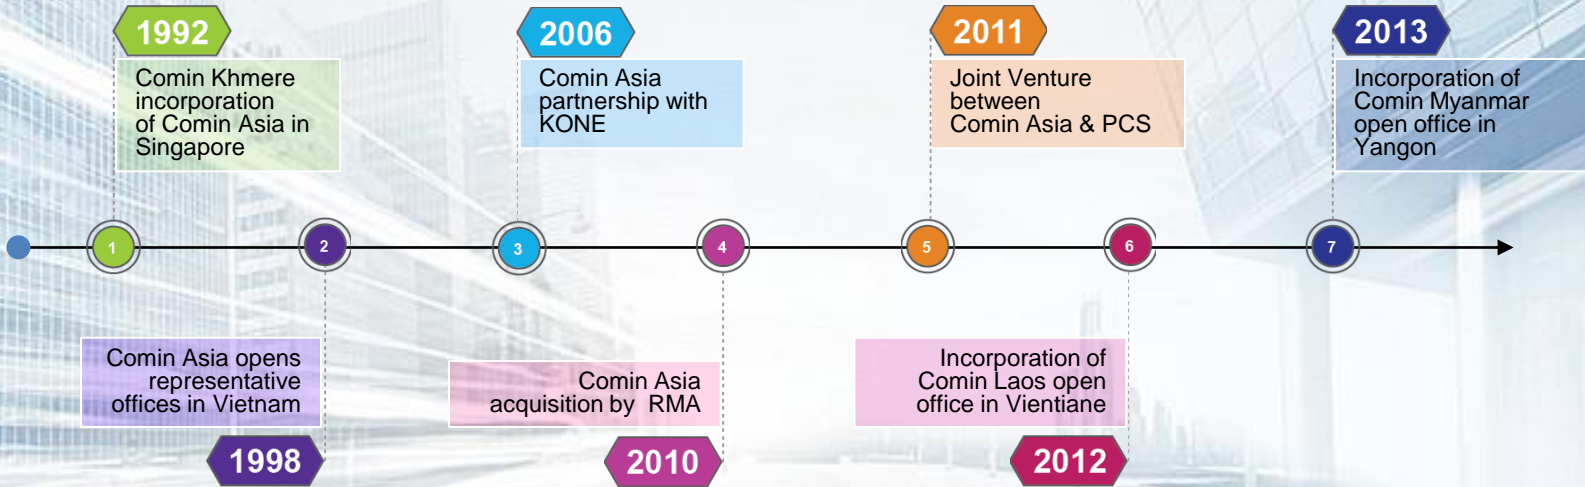 1992
Comin Khmere
incorporation
of Comin Asia in
Singapore
2006
Comin Asia
partnership with
KONE
2011
Joint Venture
between
Comin Asia & PCS
2013
Incorporation of
Comin Myanmar
open office in
Yangon
1
2
3
4
5
6
7
Comin Asia opens
representative
offices in Vietnam
1998
Comin Asia
acquisition by RMA
2010
Incorporation of
Comin Laos open
office in Vientiane
2012